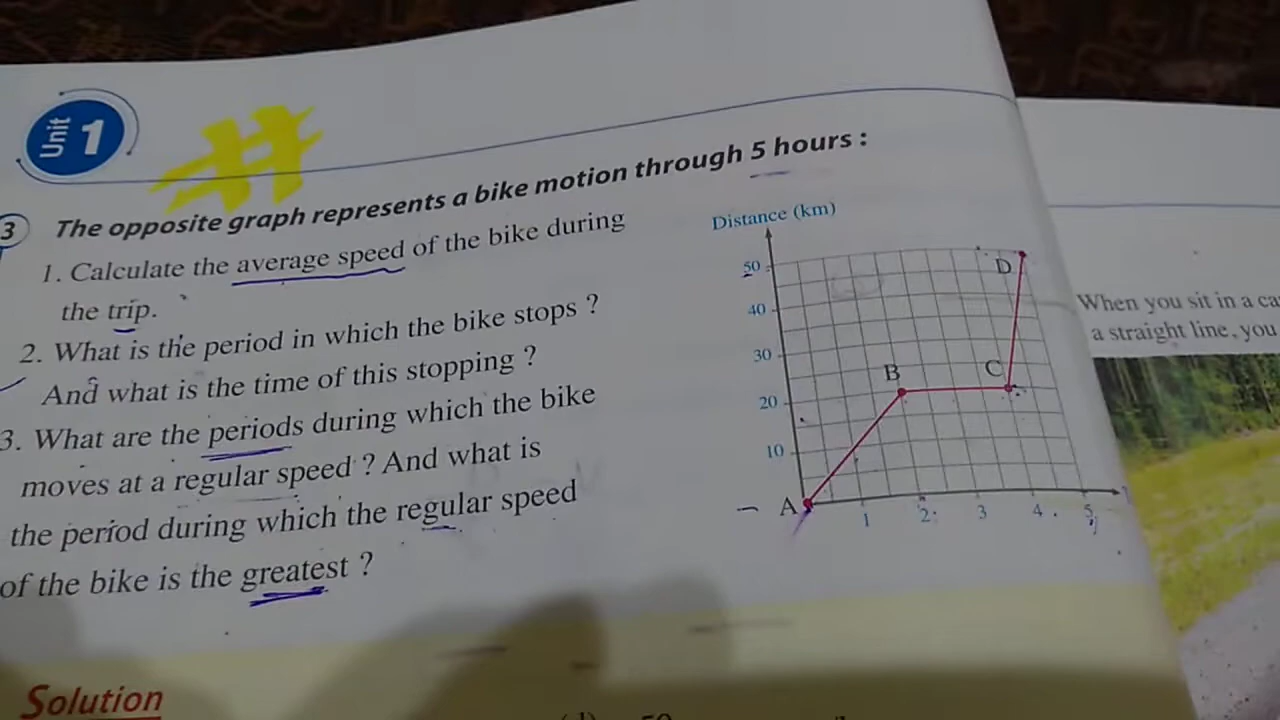 Unit 1
3 The opposite graph represents a bike motion through 5 hours :
1. Calculate the average speed of the bike during
the trip.
2. What is the period in which the bike stops ?
And what is the time of this stopping ?
3. What are the periods during which the bike
moves at a regular speed ? And what is
the period during which the regular speed
of the bike is the greatest ?
Solution
Distance (km)
50
40
30
20
10
A
B
C
D
1 2 3 4 5
When you sit in a
a straight line, you